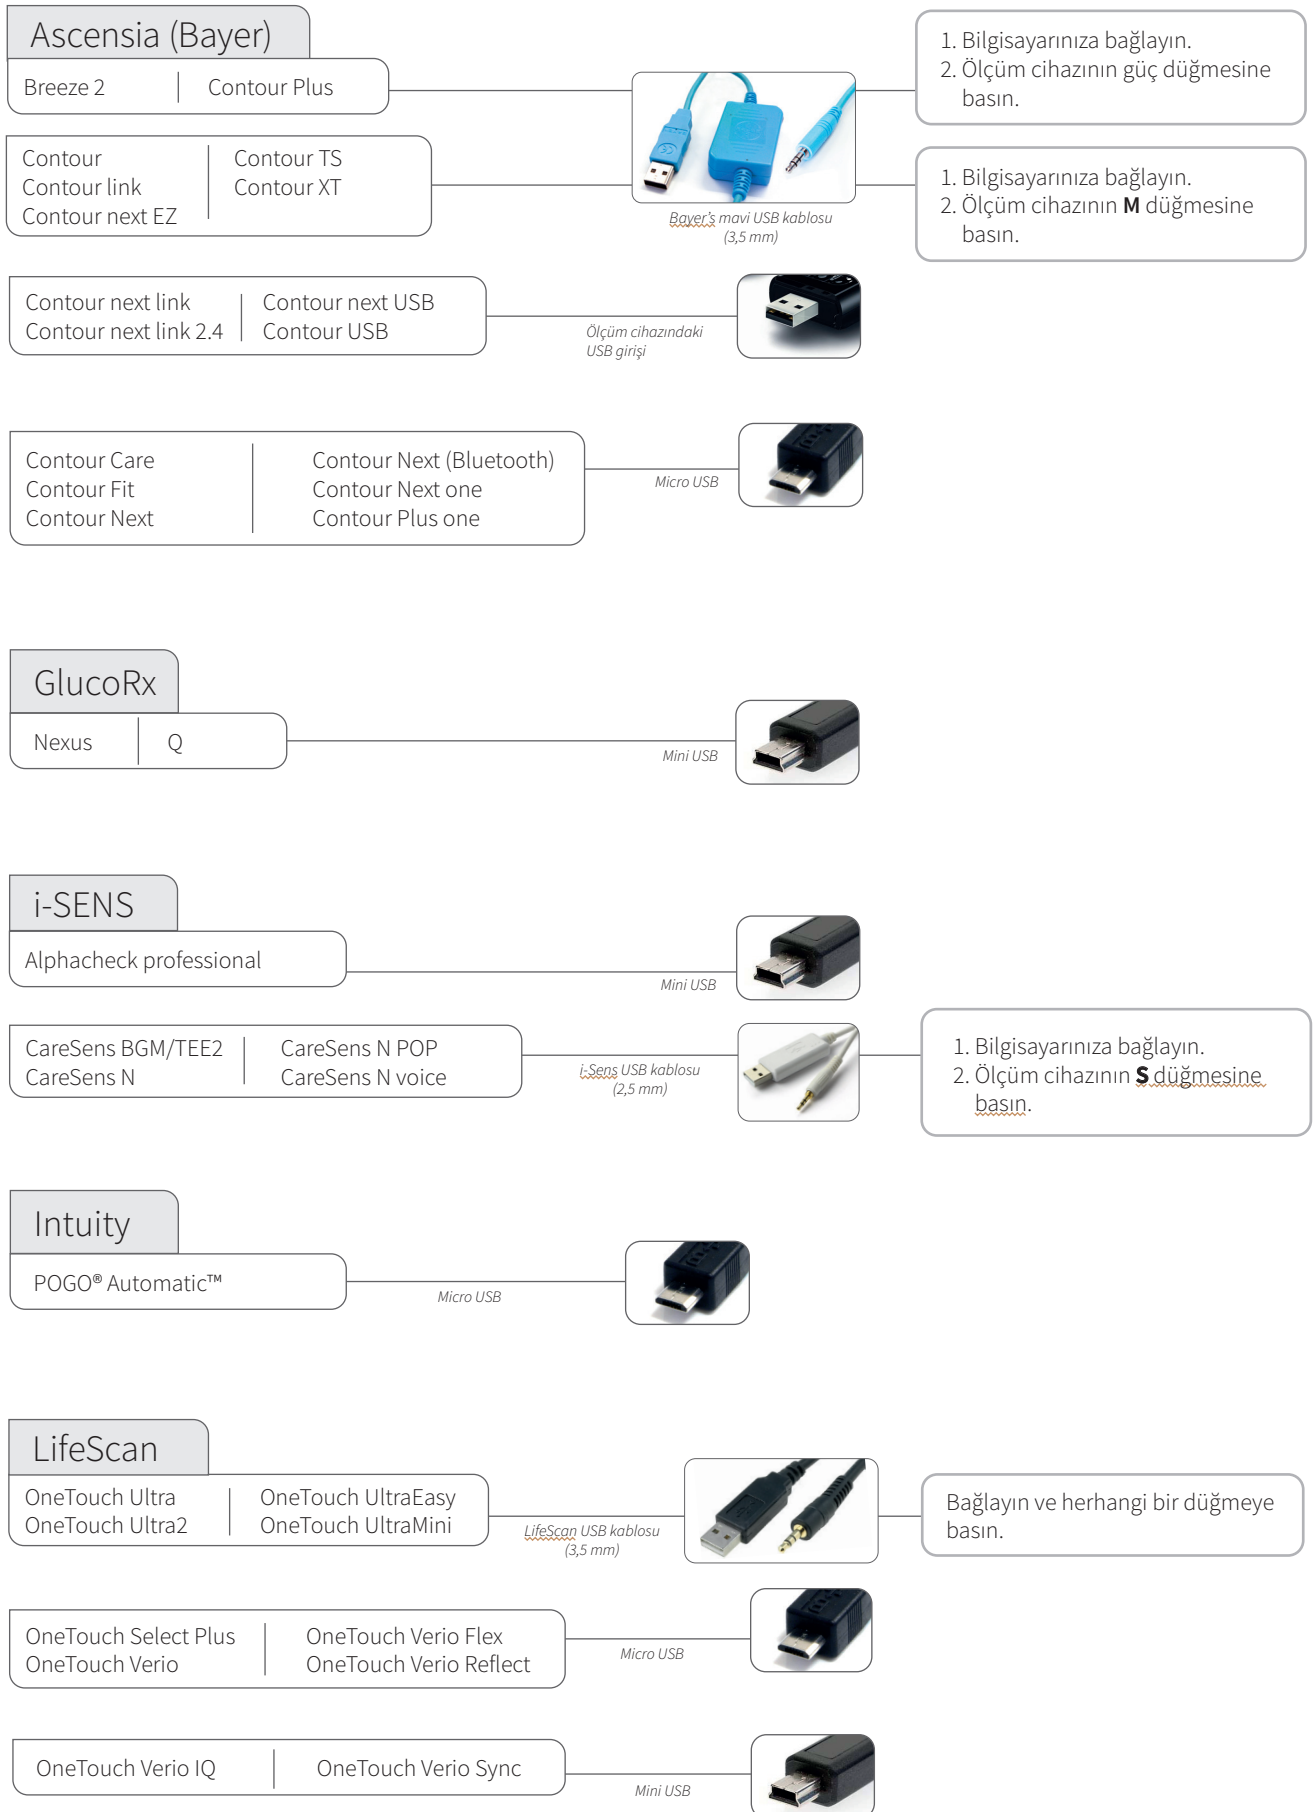 Ascensia (Bayer)
Breeze 2
Contour Plus
1. Bilgisayarınıza bağlayın.
2. Ölçüm cihazının güç düğmesine
basın.
Contour
Contour link
Contour next EZ
Contour TS
Contour XT
Bayer's mavi USB kablosu
(3,5 mm)
1. Bilgisayarınıza bağlayın.
2. Ölçüm cihazının M düğmesine
basın.
Contour next link
Contour next link 2.4
Contour next USB
Contour USB
Ölçüm cihazındaki
USB girişi
Contour Care
Contour Fit
Contour Next
Contour Next (Bluetooth)
Contour Next one
Contour Plus one
Micro USB
GlucoRx
Nexus
Q
Mini USB
i-SENS
Alphacheck professional
Mini USB
CareSens BGM/TEE2
CareSens N
CareSens N POP
CareSens N voice
i-Sens USB kablosu
(2,5 mm)
1. Bilgisayarınıza bağlayın.
2. Ölçüm cihazının S düğmesine
basın.
Intuity
POGO® Automatic™
Micro USB
LifeScan
OneTouch Ultra
OneTouch Ultra2
OneTouch UltraEasy
OneTouch UltraMini
LifeScan USB kablosu
(3,5 mm)
Bağlayın ve herhangi bir düğmeye
basın.
OneTouch Select Plus
OneTouch Verio
OneTouch Verio Flex
OneTouch Verio Reflect
Micro USB
OneTouch Verio IQ
OneTouch Verio Sync
Mini USB